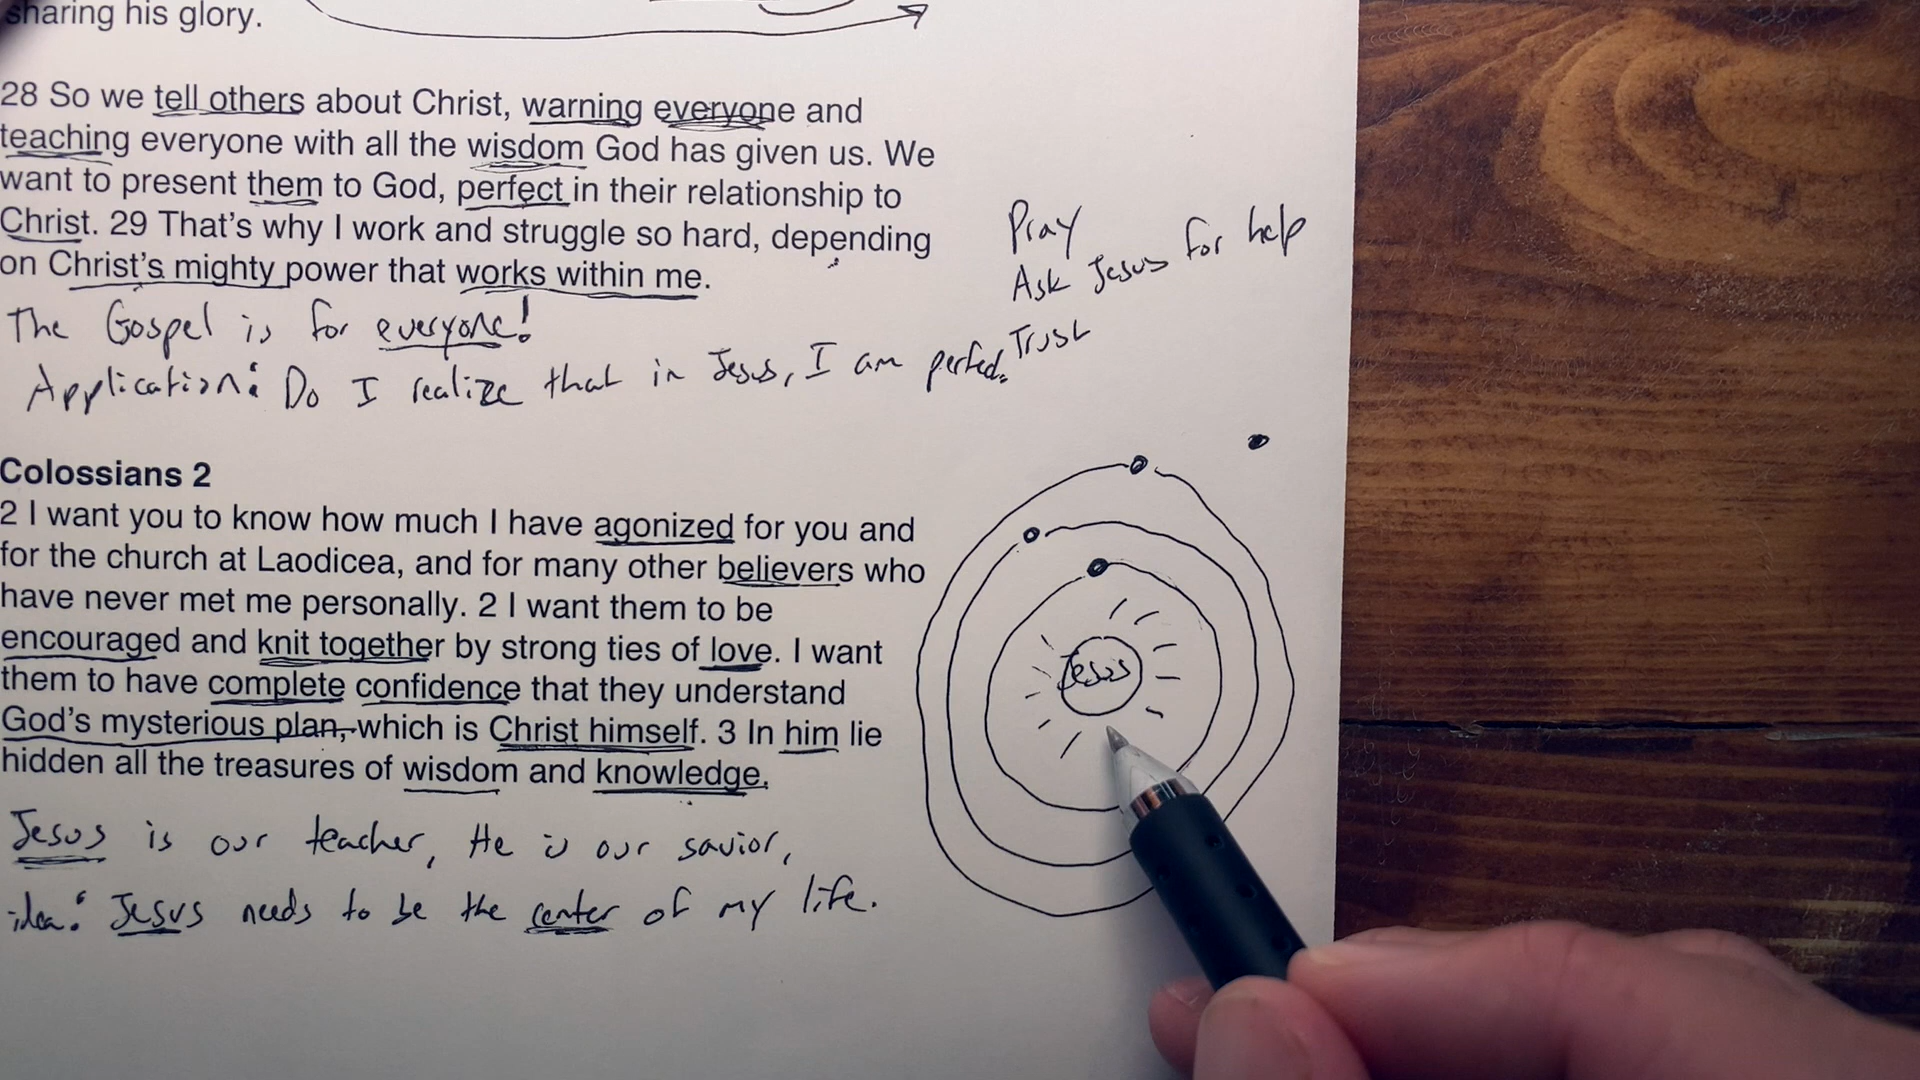 sharing his glory.
28 So we tell others about Christ, warning everyone and
teaching everyone with all the wisdom God has given us. We
want to present them to God, perfect in their relationship to
Christ. 29 That's why I work and struggle so hard, depending
on Christ's mighty power that works within me.
The Gospel is for everyone!
Application: Do I realize that in Jesus, I am perfect.
Pray
Ask Jesus for help
Trust
Colossians 2
2 I want you to know how much I have agonized for you and
for the church at Laodicea, and for many other believers who
have never met me personally. 2 I want them to be
encouraged and knit together by strong ties of love. I want
them to have complete confidence that they understand
God's mysterious plan, which is Christ himself. 3 In him lie
hidden all the treasures of wisdom and knowledge.
Jesus is our teacher, He is our savior,
idea: Jesus needs to be the center of my life.
Jesus